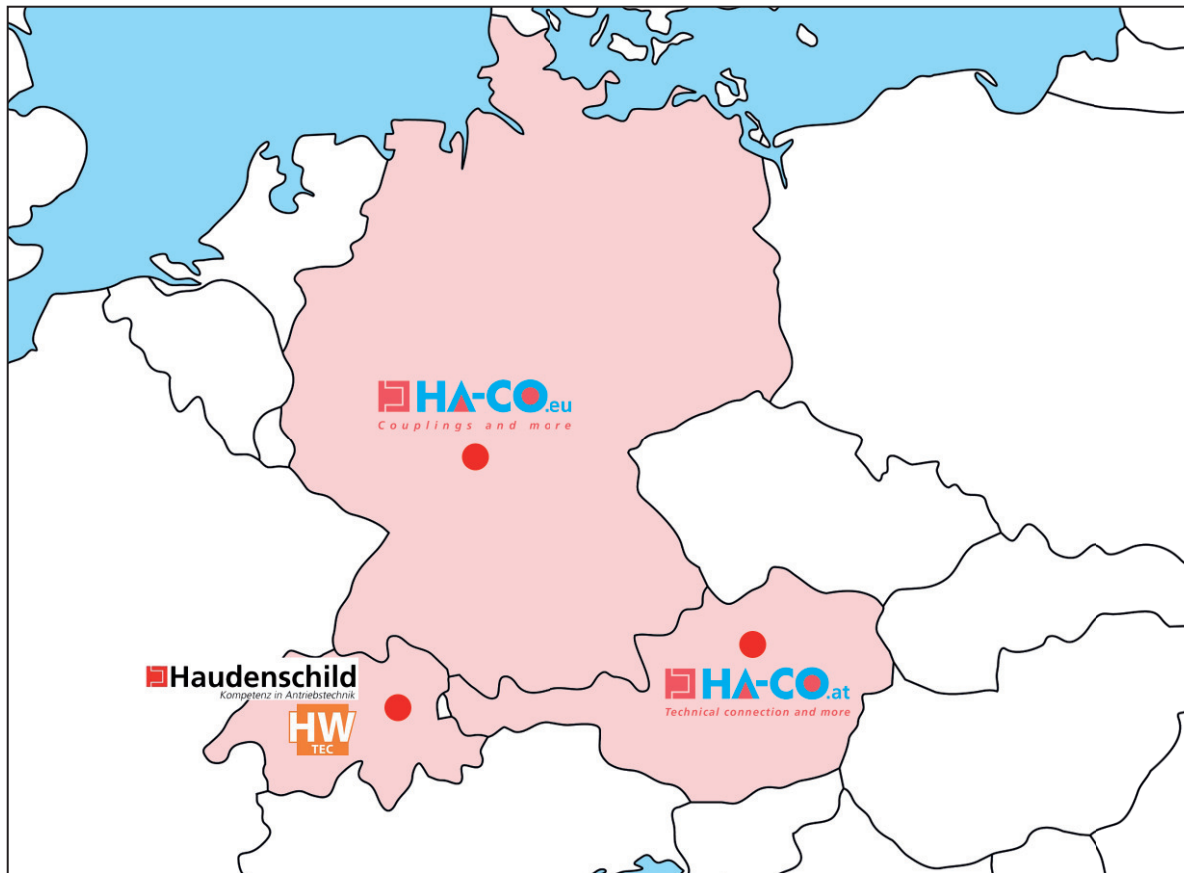 HA-CO.eu
Couplings and more
Haudenschild
Kompetenz in Antriebstechnik
HW
TEC
HA-CO.at
Technical connection and more